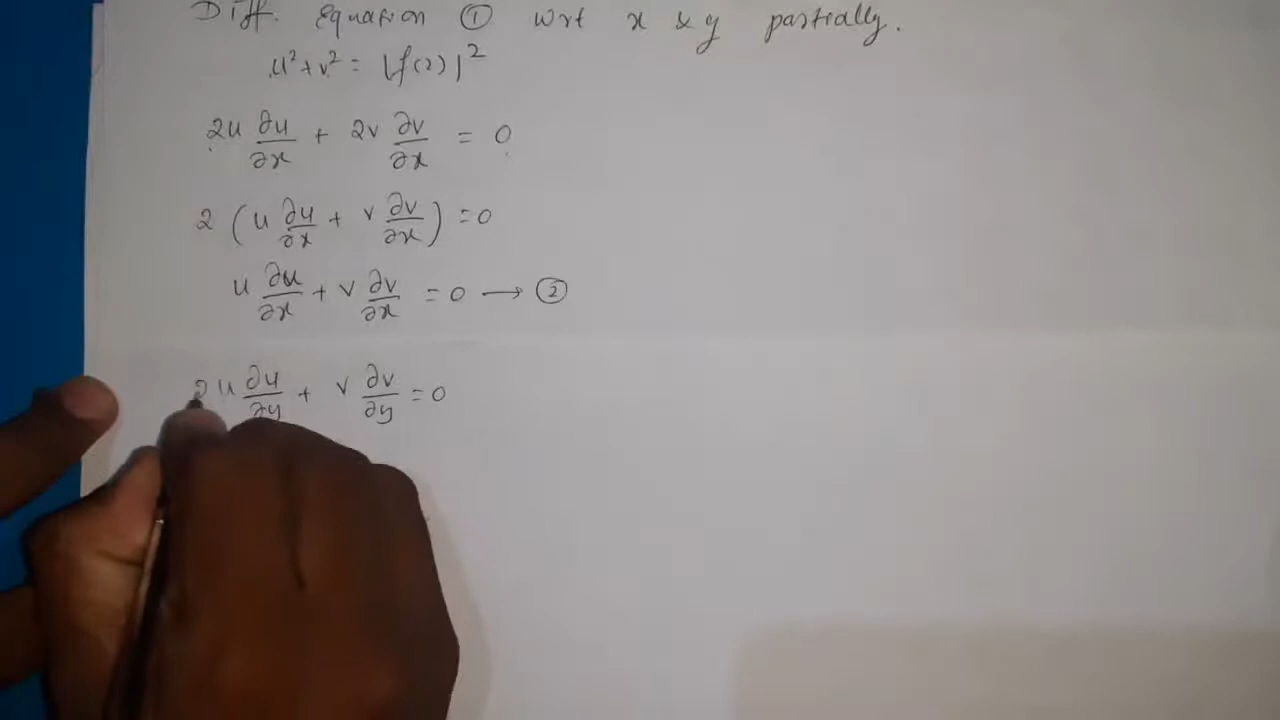 Diff. Equation ① wrt x & y partially.
u² + v² = |f(z)|²
2u ∂u/∂x + 2v ∂v/∂x = 0
2 (u ∂u/∂x + v ∂v/∂x) = 0
u ∂u/∂x + v ∂v/∂x = 0 → ②
2u ∂u/∂y + v ∂v/∂y = 0